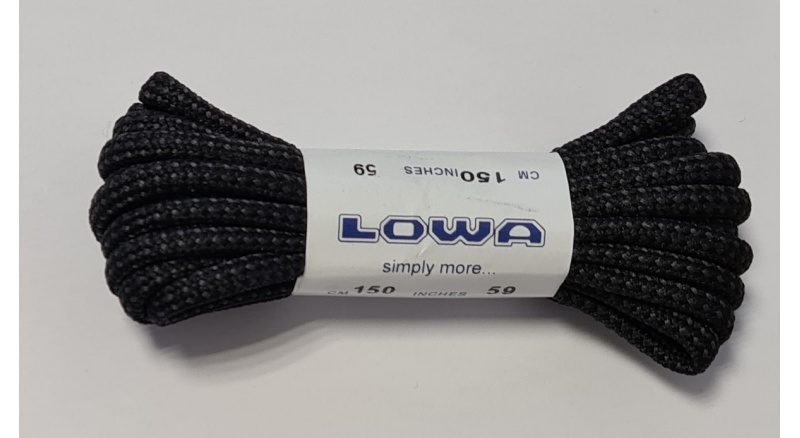 CM 150 INCHES 59
LOWA
simply more...
CM 150 INCHES 59